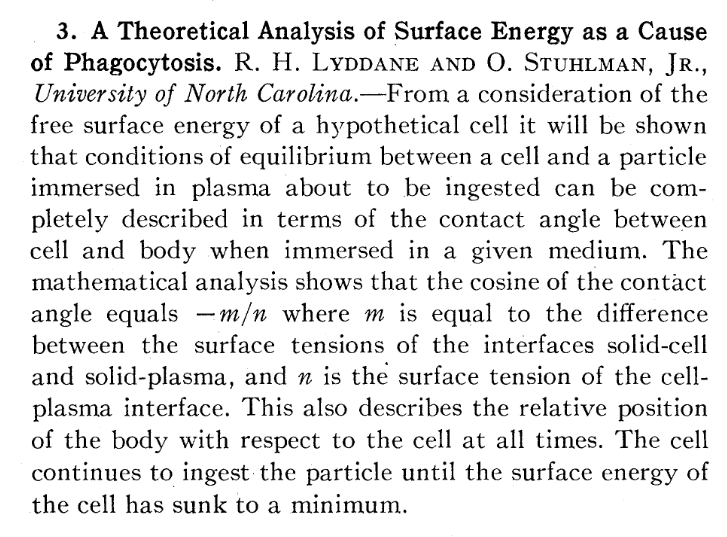 3. A Theoretical Analysis of Surface Energy as a Cause
of Phagocytosis. R. H. LYDDANE AND O. STUHLMAN, JR.,
University of North Carolina.—From a consideration of the
free surface energy of a hypothetical cell it will be shown
that conditions of equilibrium between a cell and a particle
immersed in plasma about to be ingested can be com-
pletely described in terms of the contact angle between
cell and body when immersed in a given medium. The
mathematical analysis shows that the cosine of the contact
angle equals −m/n where m is equal to the difference
between the surface tensions of the interfaces solid-cell
and solid-plasma, and n is the surface tension of the cell-
plasma interface. This also describes the relative position
of the body with respect to the cell at all times. The cell
continues to ingest the particle until the surface energy of
the cell has sunk to a minimum.